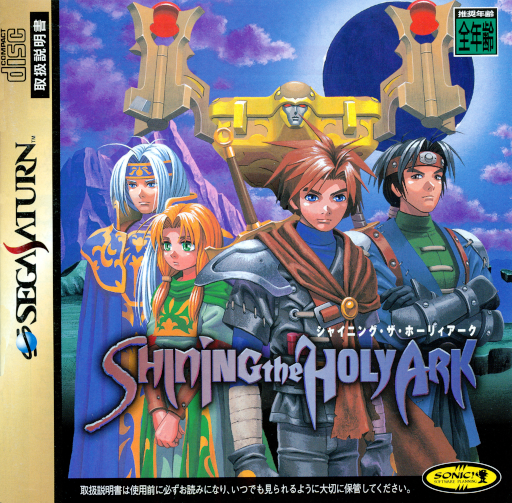 COMPACT
disc
取扱説明書
SEGA SATURN™
推奨年齢
全年齢
シャイニング・ザ・ホーリィアーク
SHINING the HOLY ARK
取扱説明書は使用前に必ずお読みになり、いつでも見られるように大切に保管してください。
SONIC!
SOFTWARE PLANNING